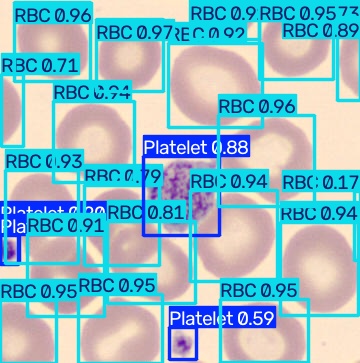 RBC 0.96
RBC 0.97
RBC 0.92
RBC 0.95
RBC 0.89
RBC 0.71
RBC 0.94
RBC 0.96
Platelet 0.88
RBC 0.93
RBC 0.79
RBC 0.94
RBC 0.17
RBC 0.81
RBC 0.91
RBC 0.94
RBC 0.95
RBC 0.95
RBC 0.95
Platelet 0.59